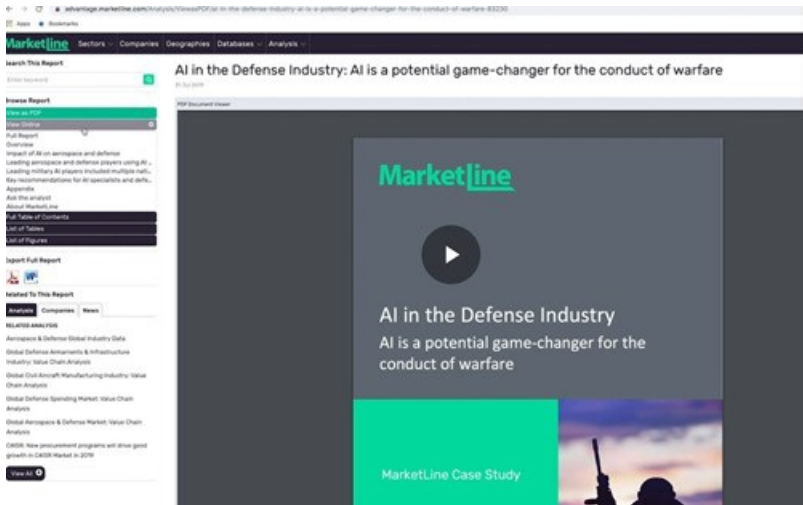 advantage.marketline.com/Analysis/ViewasPDF/ai-in-the-defense-industry-ai-is-a-potential-game-changer-for-the-conduct-of-warfare-83230
Apps Bookmarks
Marketline Sectors Companies Geographies Databases Analysis
Search This Report
Enter keyword
AI in the Defense Industry: AI is a potential game-changer for the conduct of warfare
31 Jul 2019
Browse Report
PDF Document Viewer
View as PDF
View Online
Full Report
Overview
Impact of AI on aerospace and defense
Leading aerospace and defense players using AI ...
Leading military AI players included multiple nati...
Key recommendations for AI specialists and defe...
Appendix
Ask the analyst
About MarketLine
Full Table of Contents
List of Tables
List of Figures
Export Full Report
Related To This Report
Analysis Companies News
RELATED ANALYSIS
Aerospace & Defense Global Industry Data
Global Defense Armaments & Infrastructure
Industry: Value Chain Analysis
Global Civil Aircraft Manufacturing Industry: Value
Chain Analysis
Global Defense Spending Market: Value Chain
Analysis
Global Aerospace & Defense Market: Value Chain
Analysis
C4ISR: New procurement programs will drive good
growth in C4ISR Market in 2019
View All
Marketline
AI in the Defense Industry
AI is a potential game-changer for the
conduct of warfare
MarketLine Case Study